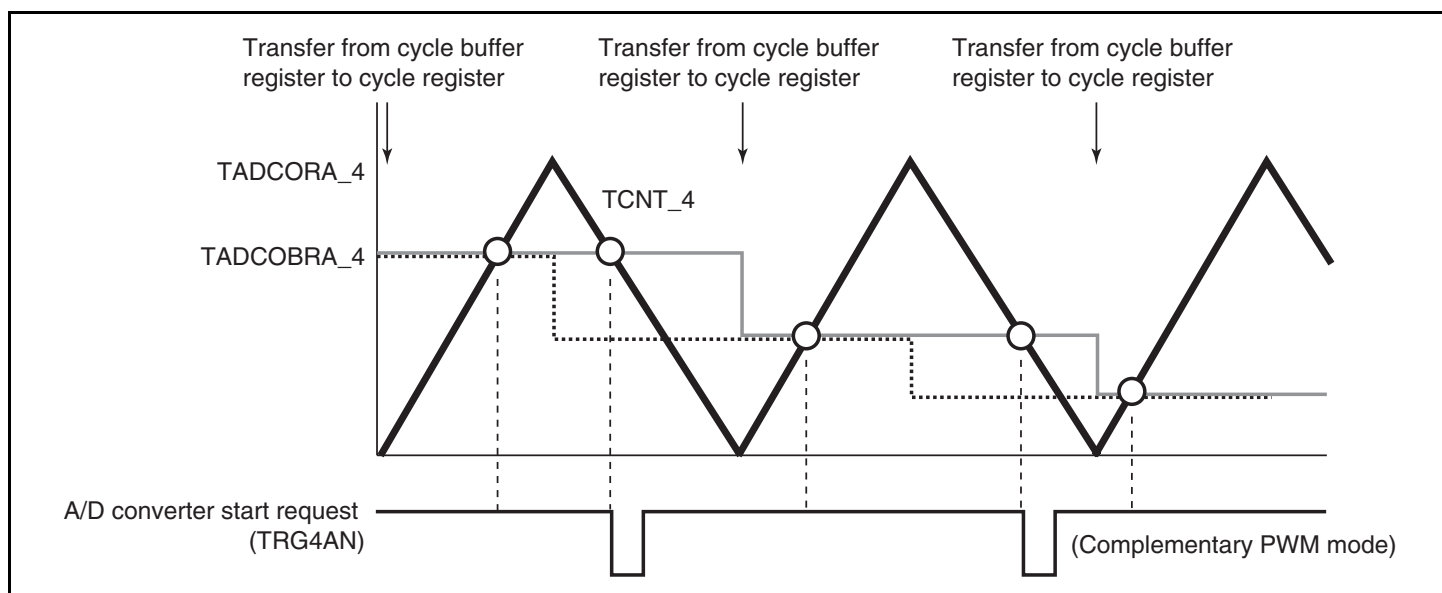 Transfer from cycle buffer
register to cycle register
Transfer from cycle buffer
register to cycle register
Transfer from cycle buffer
register to cycle register
TADCORA_4
TCNT_4
TADCOBRA_4
A/D converter start request
(TRG4AN)
(Complementary PWM mode)